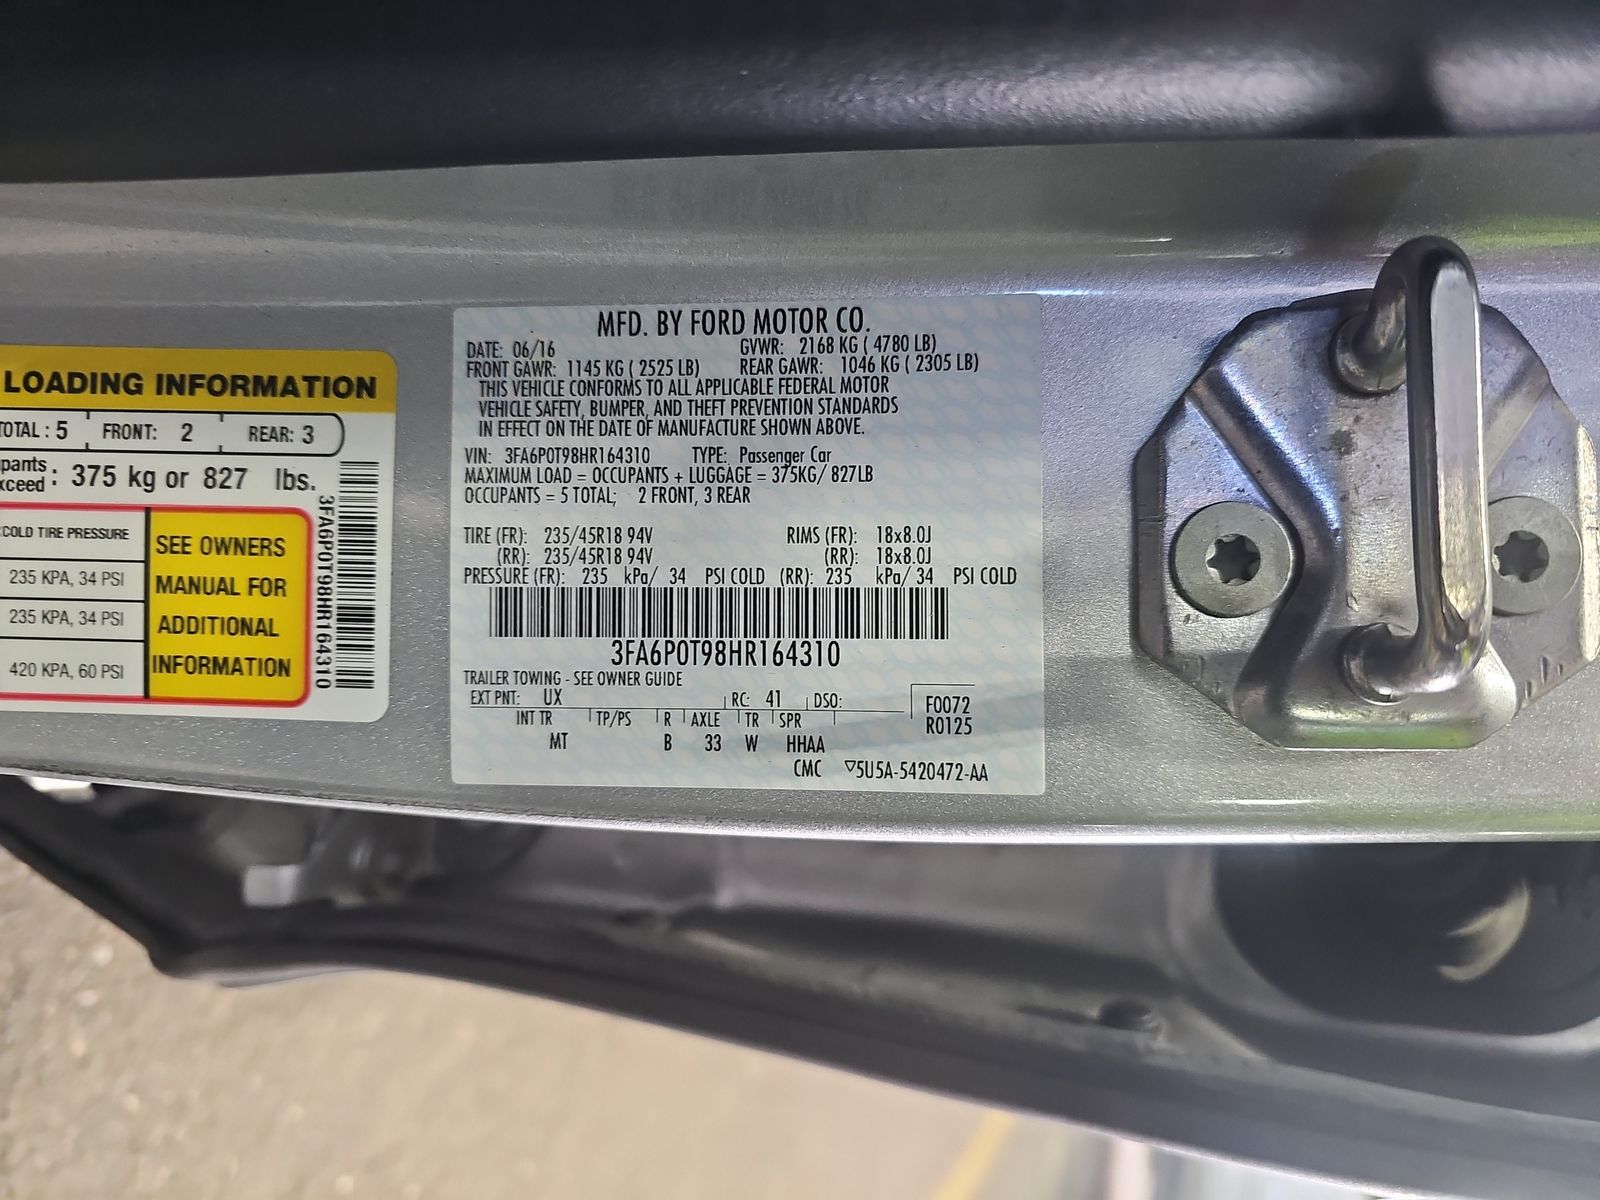 LOADING INFORMATION
TOTAL : 5 FRONT: 2 REAR: 3
: 375 kg or 827 lbs.
COLD TIRE PRESSURE
235 KPA, 34 PSI
235 KPA, 34 PSI
420 KPA, 60 PSI
SEE OWNERS
MANUAL FOR
ADDITIONAL
INFORMATION
3FA6P0T98HR164310
MFD. BY FORD MOTOR CO.
DATE: 06/16 GVWR: 2168 KG ( 4780 LB)
FRONT GAWR: 1145 KG ( 2525 LB) REAR GAWR: 1046 KG ( 2305 LB)
THIS VEHICLE CONFORMS TO ALL APPLICABLE FEDERAL MOTOR
VEHICLE SAFETY, BUMPER, AND THEFT PREVENTION STANDARDS
IN EFFECT ON THE DATE OF MANUFACTURE SHOWN ABOVE.
VIN: 3FA6P0T98HR164310 TYPE: Passenger Car
MAXIMUM LOAD = OCCUPANTS + LUGGAGE = 375KG/ 827LB
OCCUPANTS = 5 TOTAL; 2 FRONT, 3 REAR
TIRE (FR): 235/45R18 94V RIMS (FR): 18x8.0J
(RR): 235/45R18 94V (RR): 18x8.0J
PRESSURE (FR): 235 kPa/ 34 PSI COLD (RR): 235 kPa/ 34 PSI COLD
3FA6P0T98HR164310
TRAILER TOWING - SEE OWNER GUIDE
EXT PNT: UX RC: 41 DSO: F0072
R0125
INT TR TP/PS R AXLE TR SPR
MT B 33 W HHAA
CMC ▽5U5A-5420472-AA